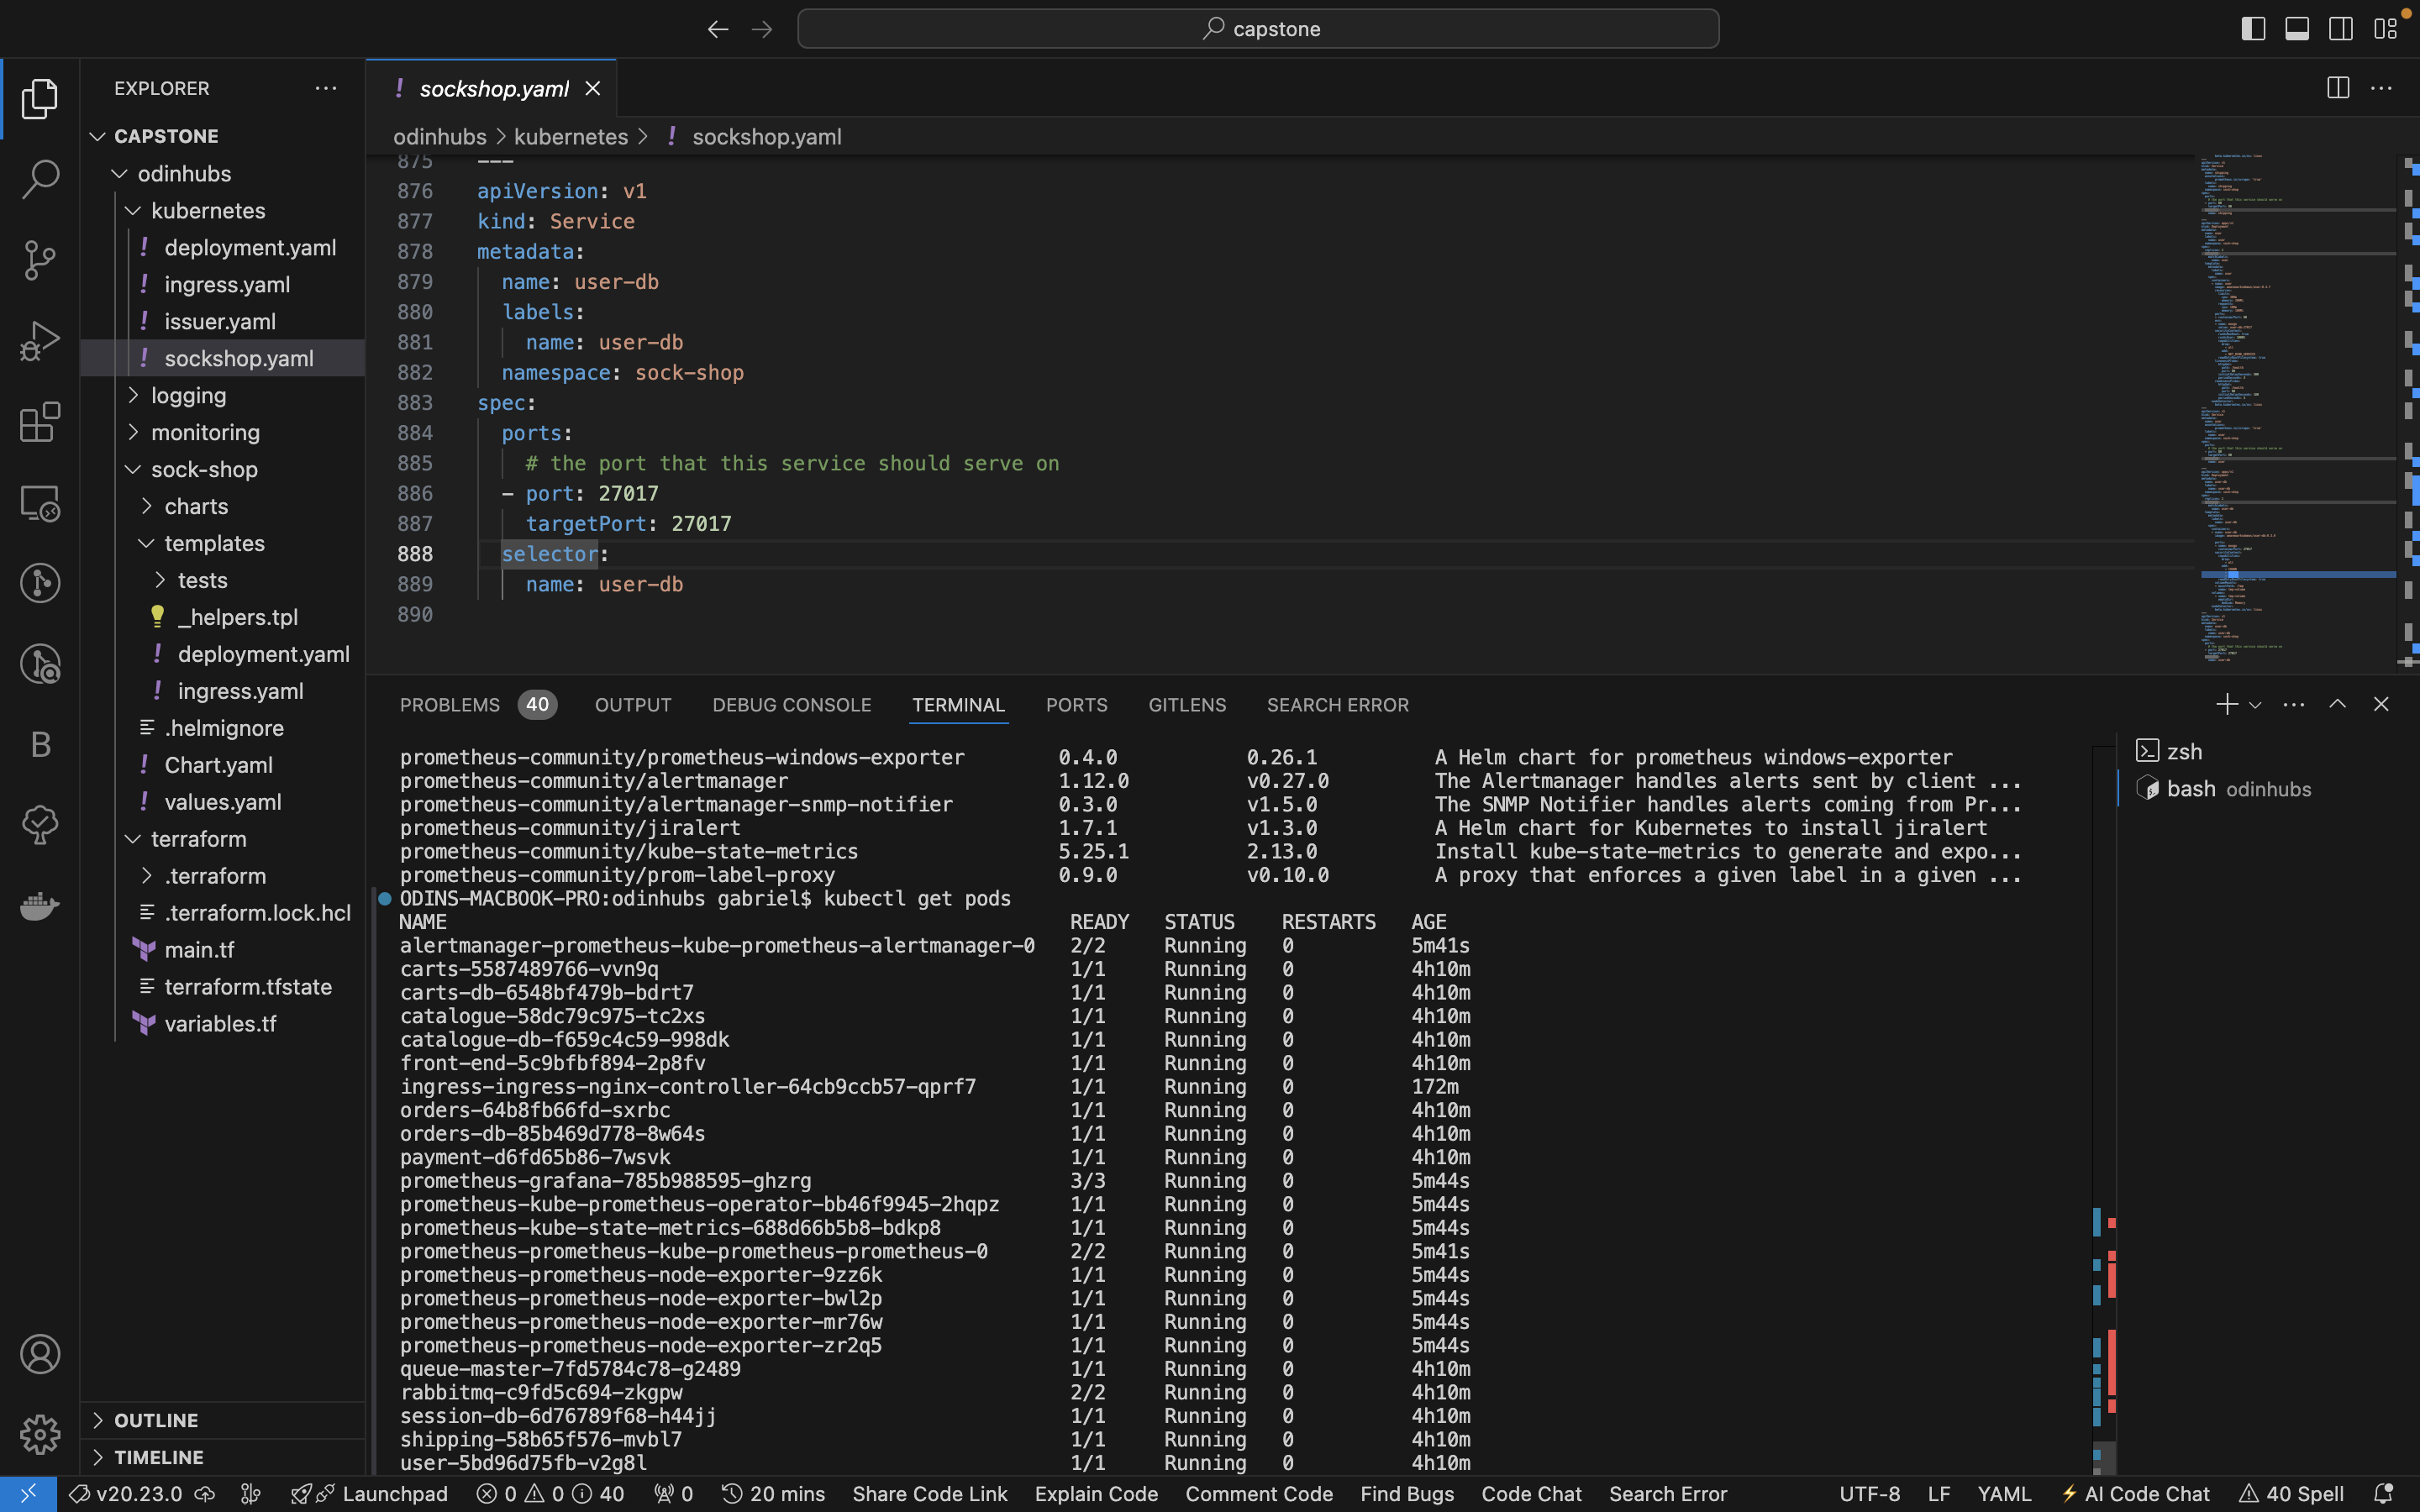 capstone
EXPLORER
CAPSTONE
odinhubs
kubernetes
deployment.yaml
ingress.yaml
issuer.yaml
sockshop.yaml
logging
monitoring
sock-shop
charts
templates
tests
_helpers.tpl
deployment.yaml
ingress.yaml
.helmignore
Chart.yaml
values.yaml
terraform
.terraform
.terraform.lock.hcl
main.tf
terraform.tfstate
variables.tf
OUTLINE
TIMELINE
! sockshop.yaml
odinhubs > kubernetes > ! sockshop.yaml
875 ---
876 apiVersion: v1
877 kind: Service
878 metadata:
879 name: user-db
880 labels:
881 name: user-db
882 namespace: sock-shop
883 spec:
884 ports:
885 # the port that this service should serve on
886 - port: 27017
887 targetPort: 27017
888 selector:
889 name: user-db
890
PROBLEMS 40 OUTPUT DEBUG CONSOLE TERMINAL PORTS GITLENS SEARCH ERROR
prometheus-community/prometheus-windows-exporter 0.4.0 0.26.1 A Helm chart for prometheus windows-exporter
prometheus-community/alertmanager 1.12.0 v0.27.0 The Alertmanager handles alerts sent by client ...
prometheus-community/alertmanager-snmp-notifier 0.3.0 v1.5.0 The SNMP Notifier handles alerts coming from Pr...
prometheus-community/jiralert 1.7.1 v1.3.0 A Helm chart for Kubernetes to install jiralert
prometheus-community/kube-state-metrics 5.25.1 2.13.0 Install kube-state-metrics to generate and expo...
prometheus-community/prom-label-proxy 0.9.0 v0.10.0 A proxy that enforces a given label in a given ...
ODINS-MACBOOK-PRO:odinhubs gabriel$ kubectl get pods
NAME READY STATUS RESTARTS AGE
alertmanager-prometheus-kube-prometheus-alertmanager-0 2/2 Running 0 5m41s
carts-5587489766-vvn9q 1/1 Running 0 4h10m
carts-db-6548bf479b-bdrt7 1/1 Running 0 4h10m
catalogue-58dc79c975-tc2xs 1/1 Running 0 4h10m
catalogue-db-f659c4c59-998dk 1/1 Running 0 4h10m
front-end-5c9bfbf894-2p8fv 1/1 Running 0 4h10m
ingress-ingress-nginx-controller-64cb9ccb57-qprf7 1/1 Running 0 172m
orders-64b8fb66fd-sxrbc 1/1 Running 0 4h10m
orders-db-85b469d778-8w64s 1/1 Running 0 4h10m
payment-d6fd65b86-7wsvk 1/1 Running 0 4h10m
prometheus-grafana-785b988595-ghzrg 3/3 Running 0 5m44s
prometheus-kube-prometheus-operator-bb46f9945-2hqpz 1/1 Running 0 5m44s
prometheus-kube-state-metrics-688d66b5b8-bdkp8 1/1 Running 0 5m44s
prometheus-prometheus-kube-prometheus-prometheus-0 2/2 Running 0 5m41s
prometheus-prometheus-node-exporter-9zz6k 1/1 Running 0 5m44s
prometheus-prometheus-node-exporter-bwl2p 1/1 Running 0 5m44s
prometheus-prometheus-node-exporter-mr76w 1/1 Running 0 5m44s
prometheus-prometheus-node-exporter-zr2q5 1/1 Running 0 5m44s
queue-master-7fd5784c78-g2489 1/1 Running 0 4h10m
rabbitmq-c9fd5c694-zkgpw 2/2 Running 0 4h10m
session-db-6d76789f68-h44jj 1/1 Running 0 4h10m
shipping-58b65f576-mvbl7 1/1 Running 0 4h10m
user-5bd96d75fb-v2g8l 1/1 Running 0 4h10m
zsh
bash odinhubs
v20.23.0 Launchpad 0 0 40 0 20 mins Share Code Link Explain Code Comment Code Find Bugs Code Chat Search Error UTF-8 LF YAML AI Code Chat 40 Spell